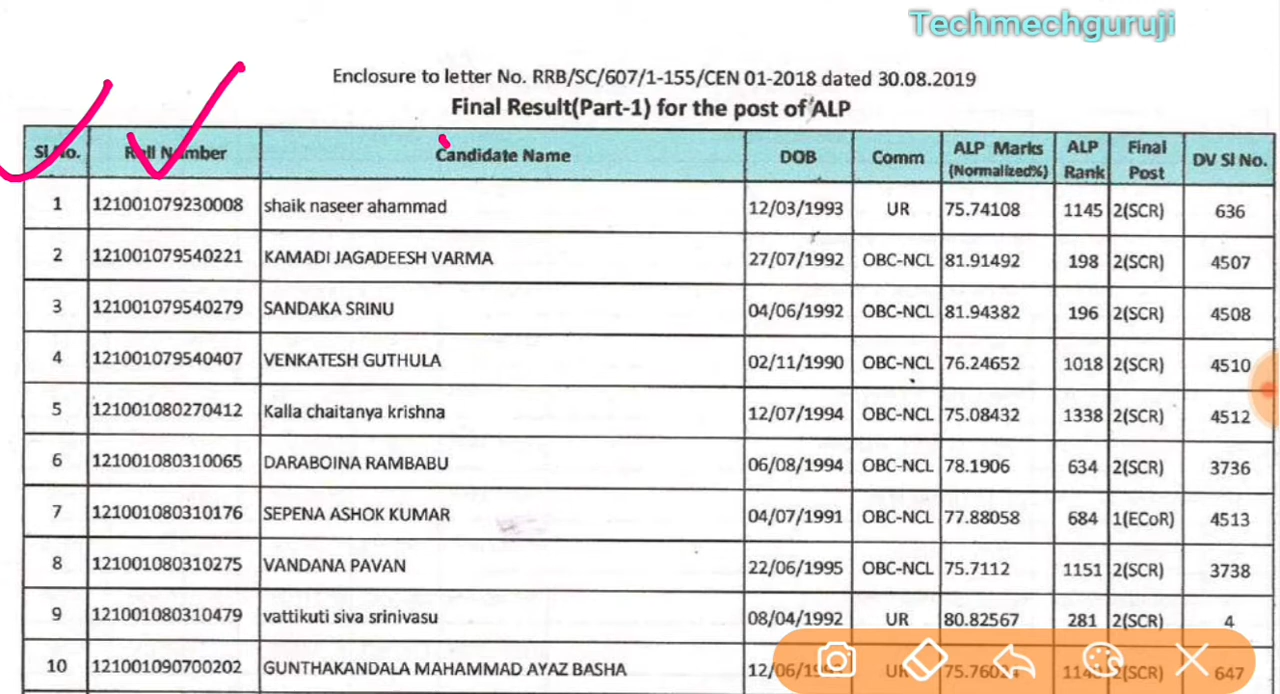 Techmechguruji
Enclosure to letter No. RRB/SC/607/1-155/CEN 01-2018 dated 30.08.2019
Final Result(Part-1) for the post of ALP
Sl No. Roll Number Candidate Name DOB Comm ALP Marks (Normalized%) ALP Rank Final Post DV Sl No.
1 121001079230008 shaik naseer ahammad 12/03/1993 UR 75.74108 1145 2(SCR) 636
2 121001079540221 KAMADI JAGADEESH VARMA 27/07/1992 OBC-NCL 81.91492 198 2(SCR) 4507
3 121001079540279 SANDAKA SRINU 04/06/1992 OBC-NCL 81.94382 196 2(SCR) 4508
4 121001079540407 VENKATESH GUTHULA 02/11/1990 OBC-NCL 76.24652 1018 2(SCR) 4510
5 121001080270412 Kalla chaitanya krishna 12/07/1994 OBC-NCL 75.08432 1338 2(SCR) 4512
6 121001080310065 DARABOINA RAMBABU 06/08/1994 OBC-NCL 78.1906 634 2(SCR) 3736
7 121001080310176 SEPENA ASHOK KUMAR 04/07/1991 OBC-NCL 77.88058 684 1(ECoR) 4513
8 121001080310275 VANDANA PAVAN 22/06/1995 OBC-NCL 75.7112 1151 2(SCR) 3738
9 121001080310479 vattikuti siva srinivasu 08/04/1992 UR 80.82567 281 2(SCR) 4
10 121001090700202 GUNTHAKANDALA MAHAMMAD AYAZ BASHA UR 2(SCR) 647